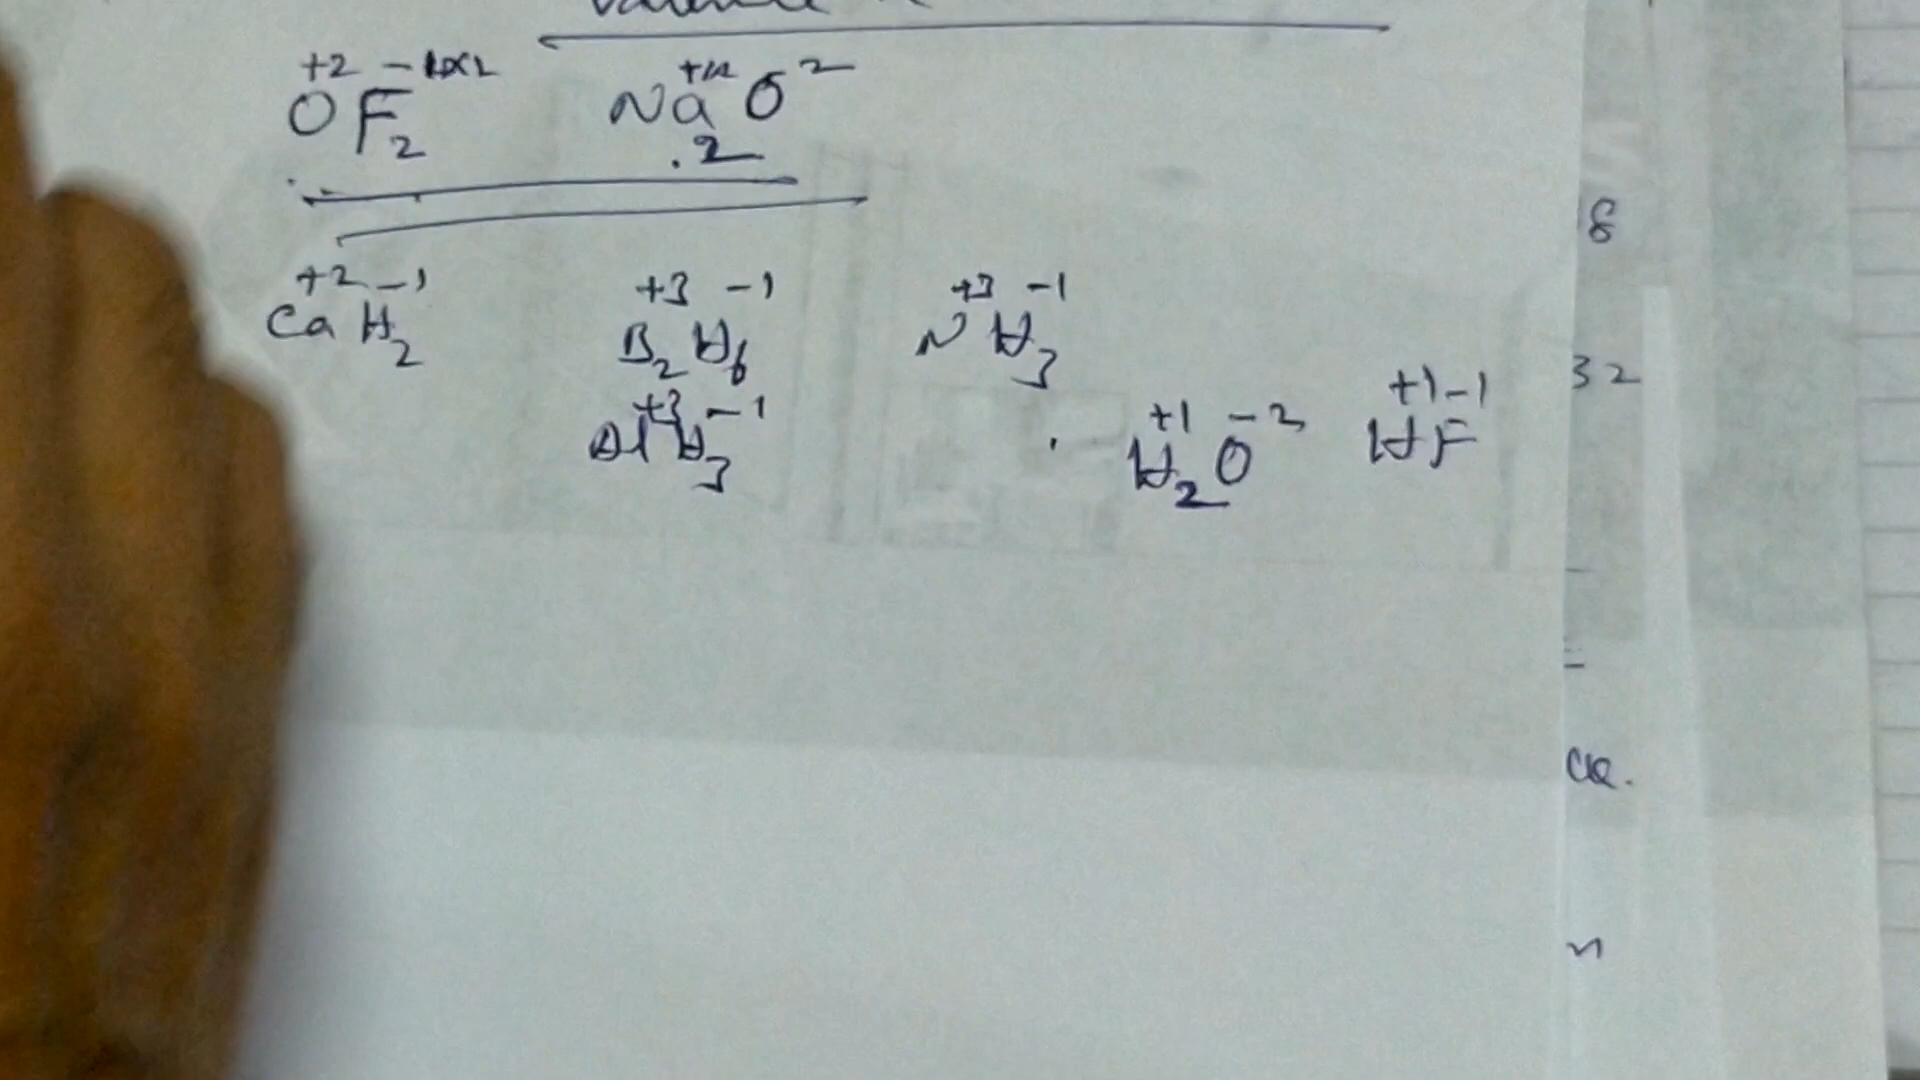 +2 -1x2 +1x2 2-
OF2 Na2O
+2 -1 +3 -1 +3 -1
CaH2 B2H6 NH3
+3 -1 +1 -2 +1 -1
AlH3 H2O HF
8
32
ce.
n